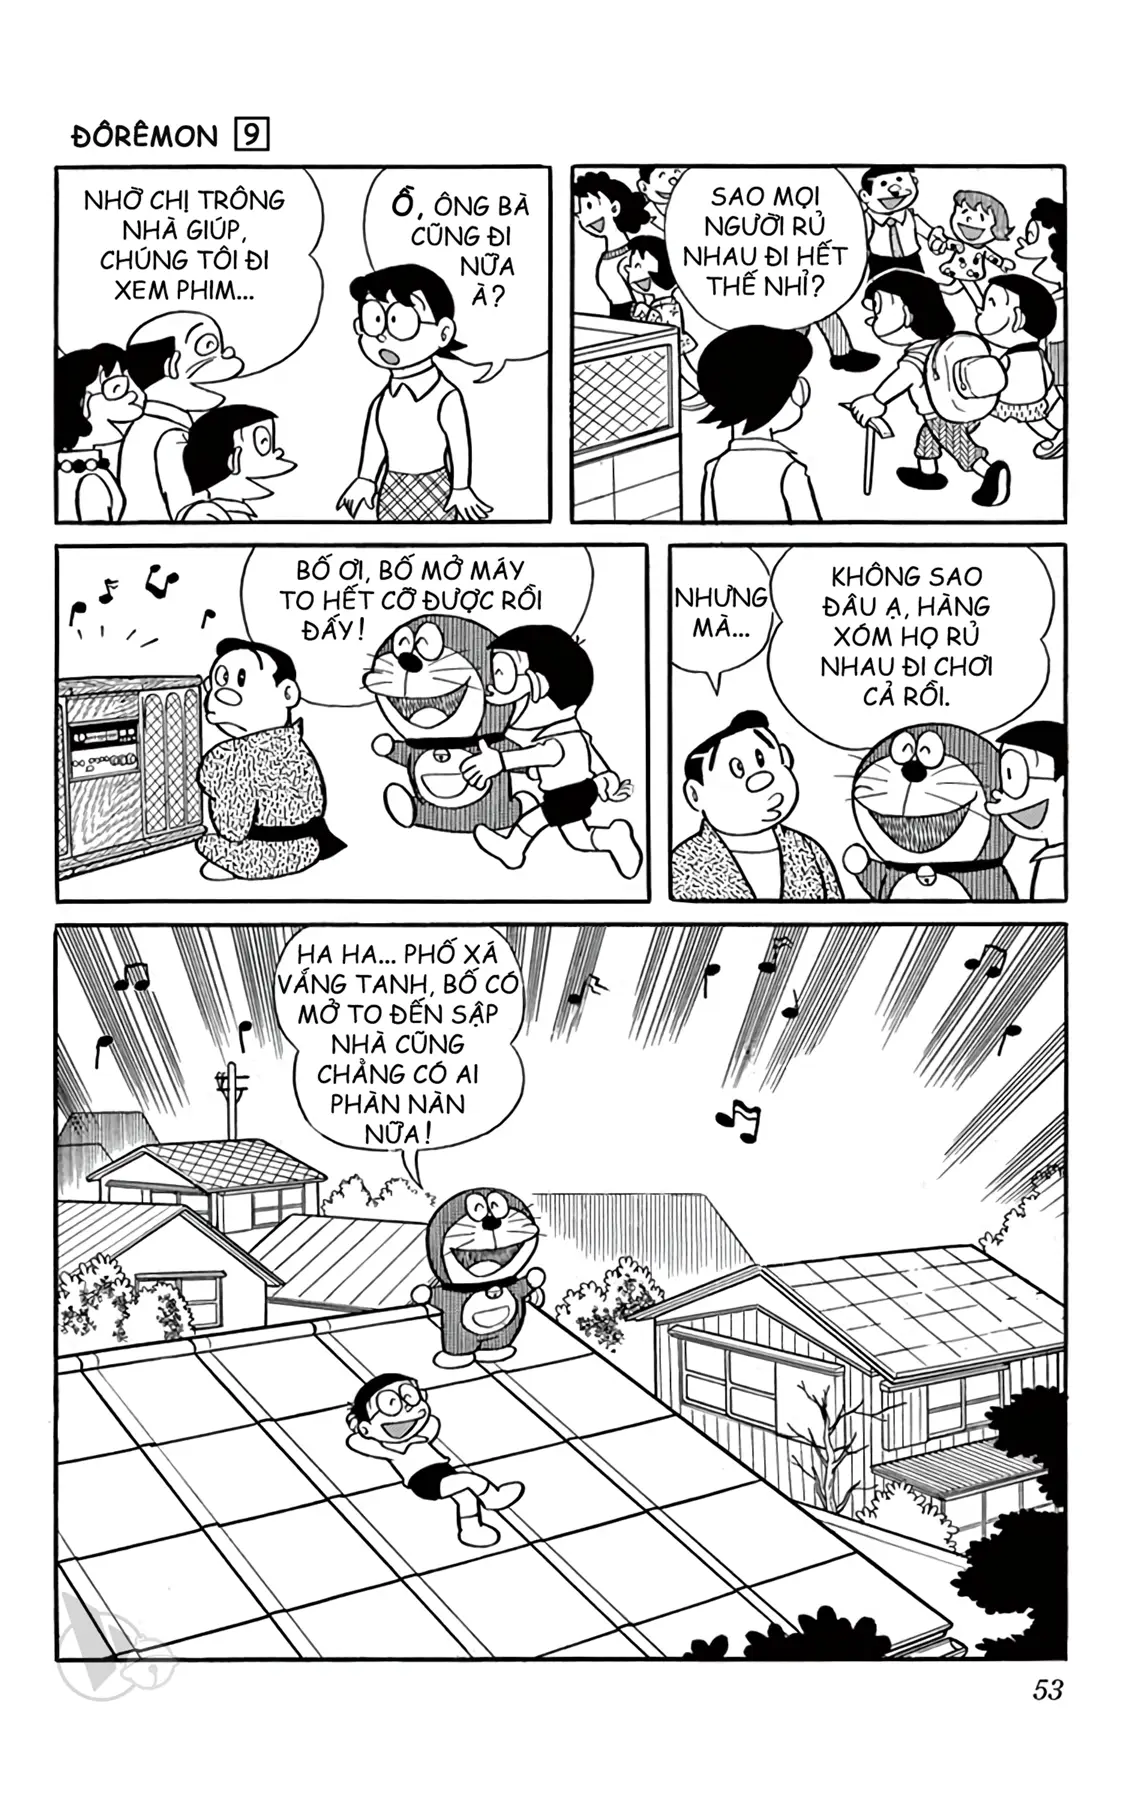 ĐÔRÊMON 9
NHỜ CHỊ TRÔNG
NHÀ GIÚP,
CHÚNG TÔI ĐI
XEM PHIM...
Ồ, ÔNG BÀ
CŨNG ĐI
NỮA
À?
SAO MỌI
NGƯỜI RỦ
NHAU ĐI HẾT
THẾ NHỈ?
BỐ ƠI, BỐ MỞ MÁY
TO HẾT CỠ ĐƯỢC RỒI
ĐẤY!
NHƯNG
MÀ...
KHÔNG SAO
ĐÂU Ạ, HÀNG
XÓM HỌ RỦ
NHAU ĐI CHƠI
CẢ RỒI.
HA HA... PHỐ XÁ
VẮNG TANH, BỐ CÓ
MỞ TO ĐẾN SẬP
NHÀ CŨNG
CHẲNG CÓ AI
PHÀN NÀN
NỮA!
53